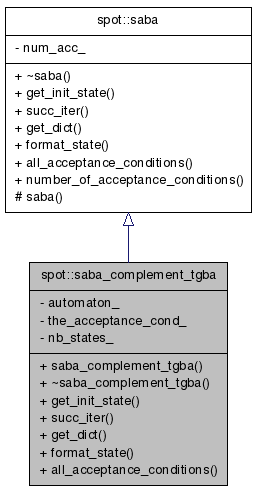 spot::saba
- num_acc_
+ ~saba()
+ get_init_state()
+ succ_iter()
+ get_dict()
+ format_state()
+ all_acceptance_conditions()
+ number_of_acceptance_conditions()
# saba()
spot::saba_complement_tgba
- automaton_
- the_acceptance_cond_
- nb_states_
+ saba_complement_tgba()
+ ~saba_complement_tgba()
+ get_init_state()
+ succ_iter()
+ get_dict()
+ format_state()
+ all_acceptance_conditions()